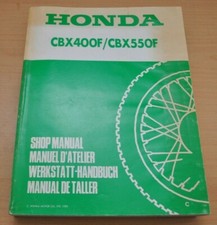 HONDA
CBX400F/CBX550F
SHOP MANUAL
MANUEL D'ATELIER
WERKSTATT-HANDBUCH
MANUAL DE TALLER
C